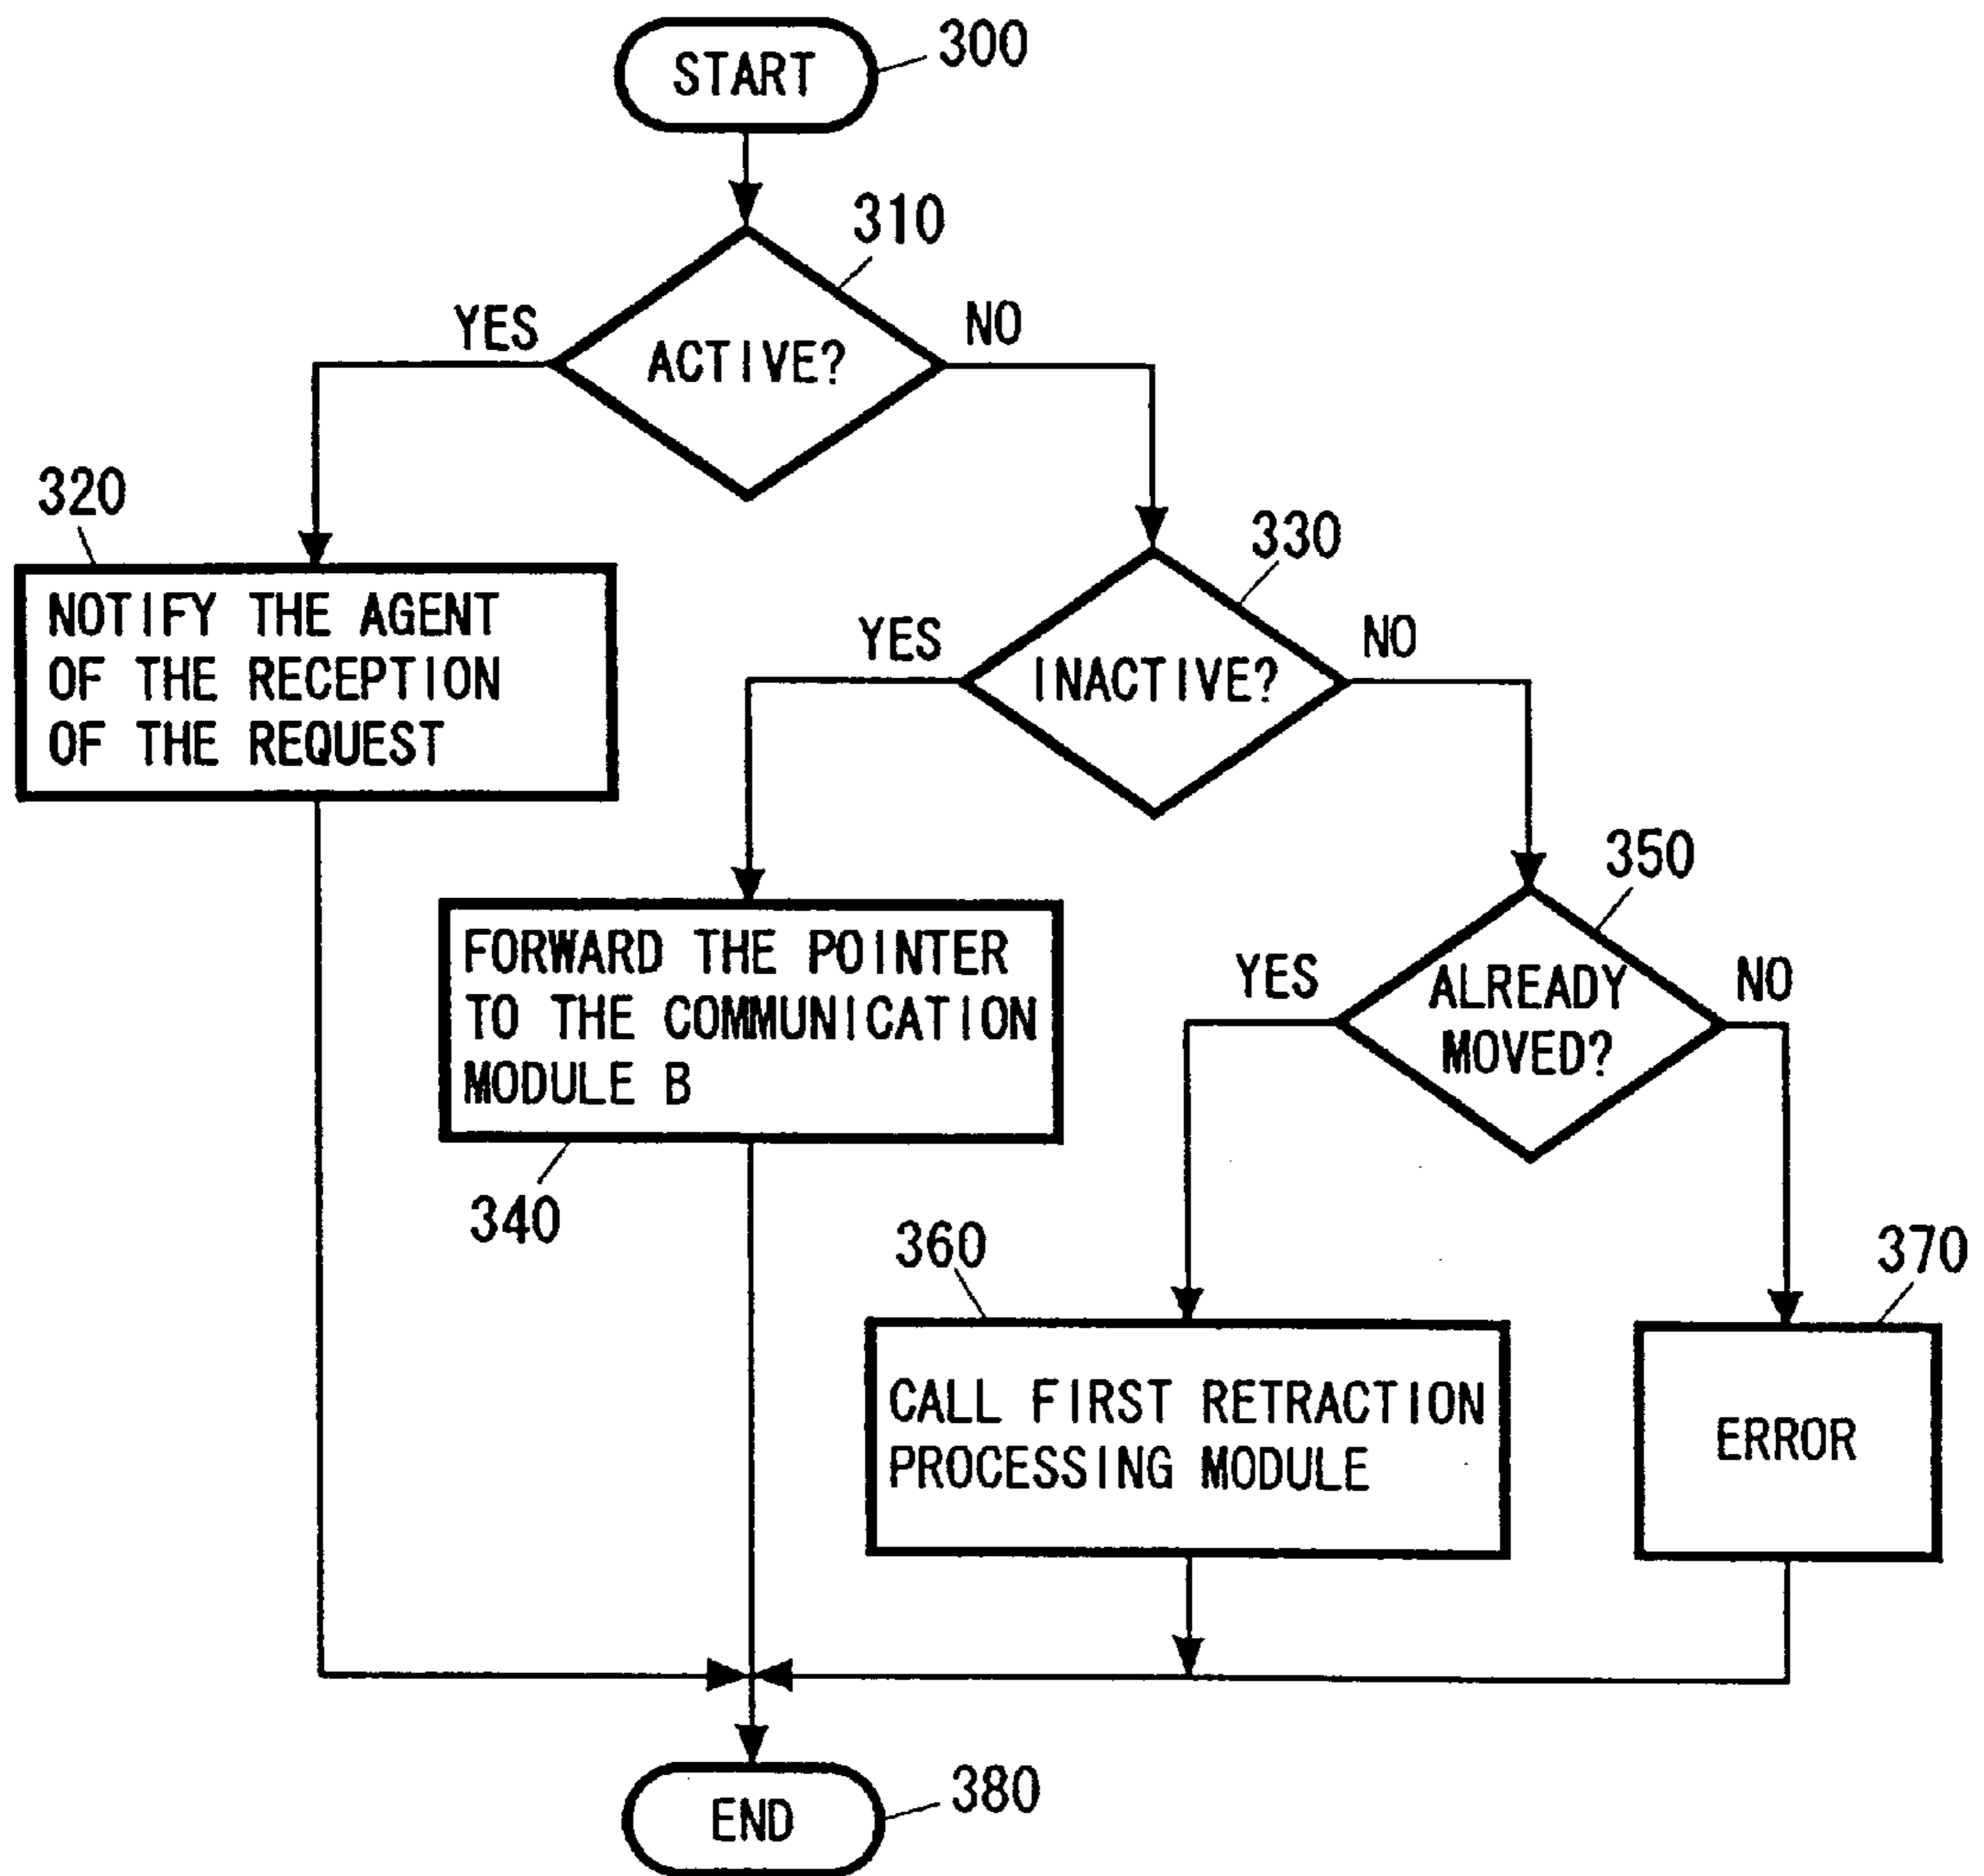 START
300
310
YES
NO
ACTIVE?
320
NOTIFY THE AGENT
OF THE RECEPTION
OF THE REQUEST
330
YES
NO
INACTIVE?
350
FORWARD THE POINTER
TO THE COMMUNICATION
MODULE B
340
YES
NO
ALREADY
MOVED?
360
370
CALL FIRST RETRACTION
PROCESSING MODULE
ERROR
END
380